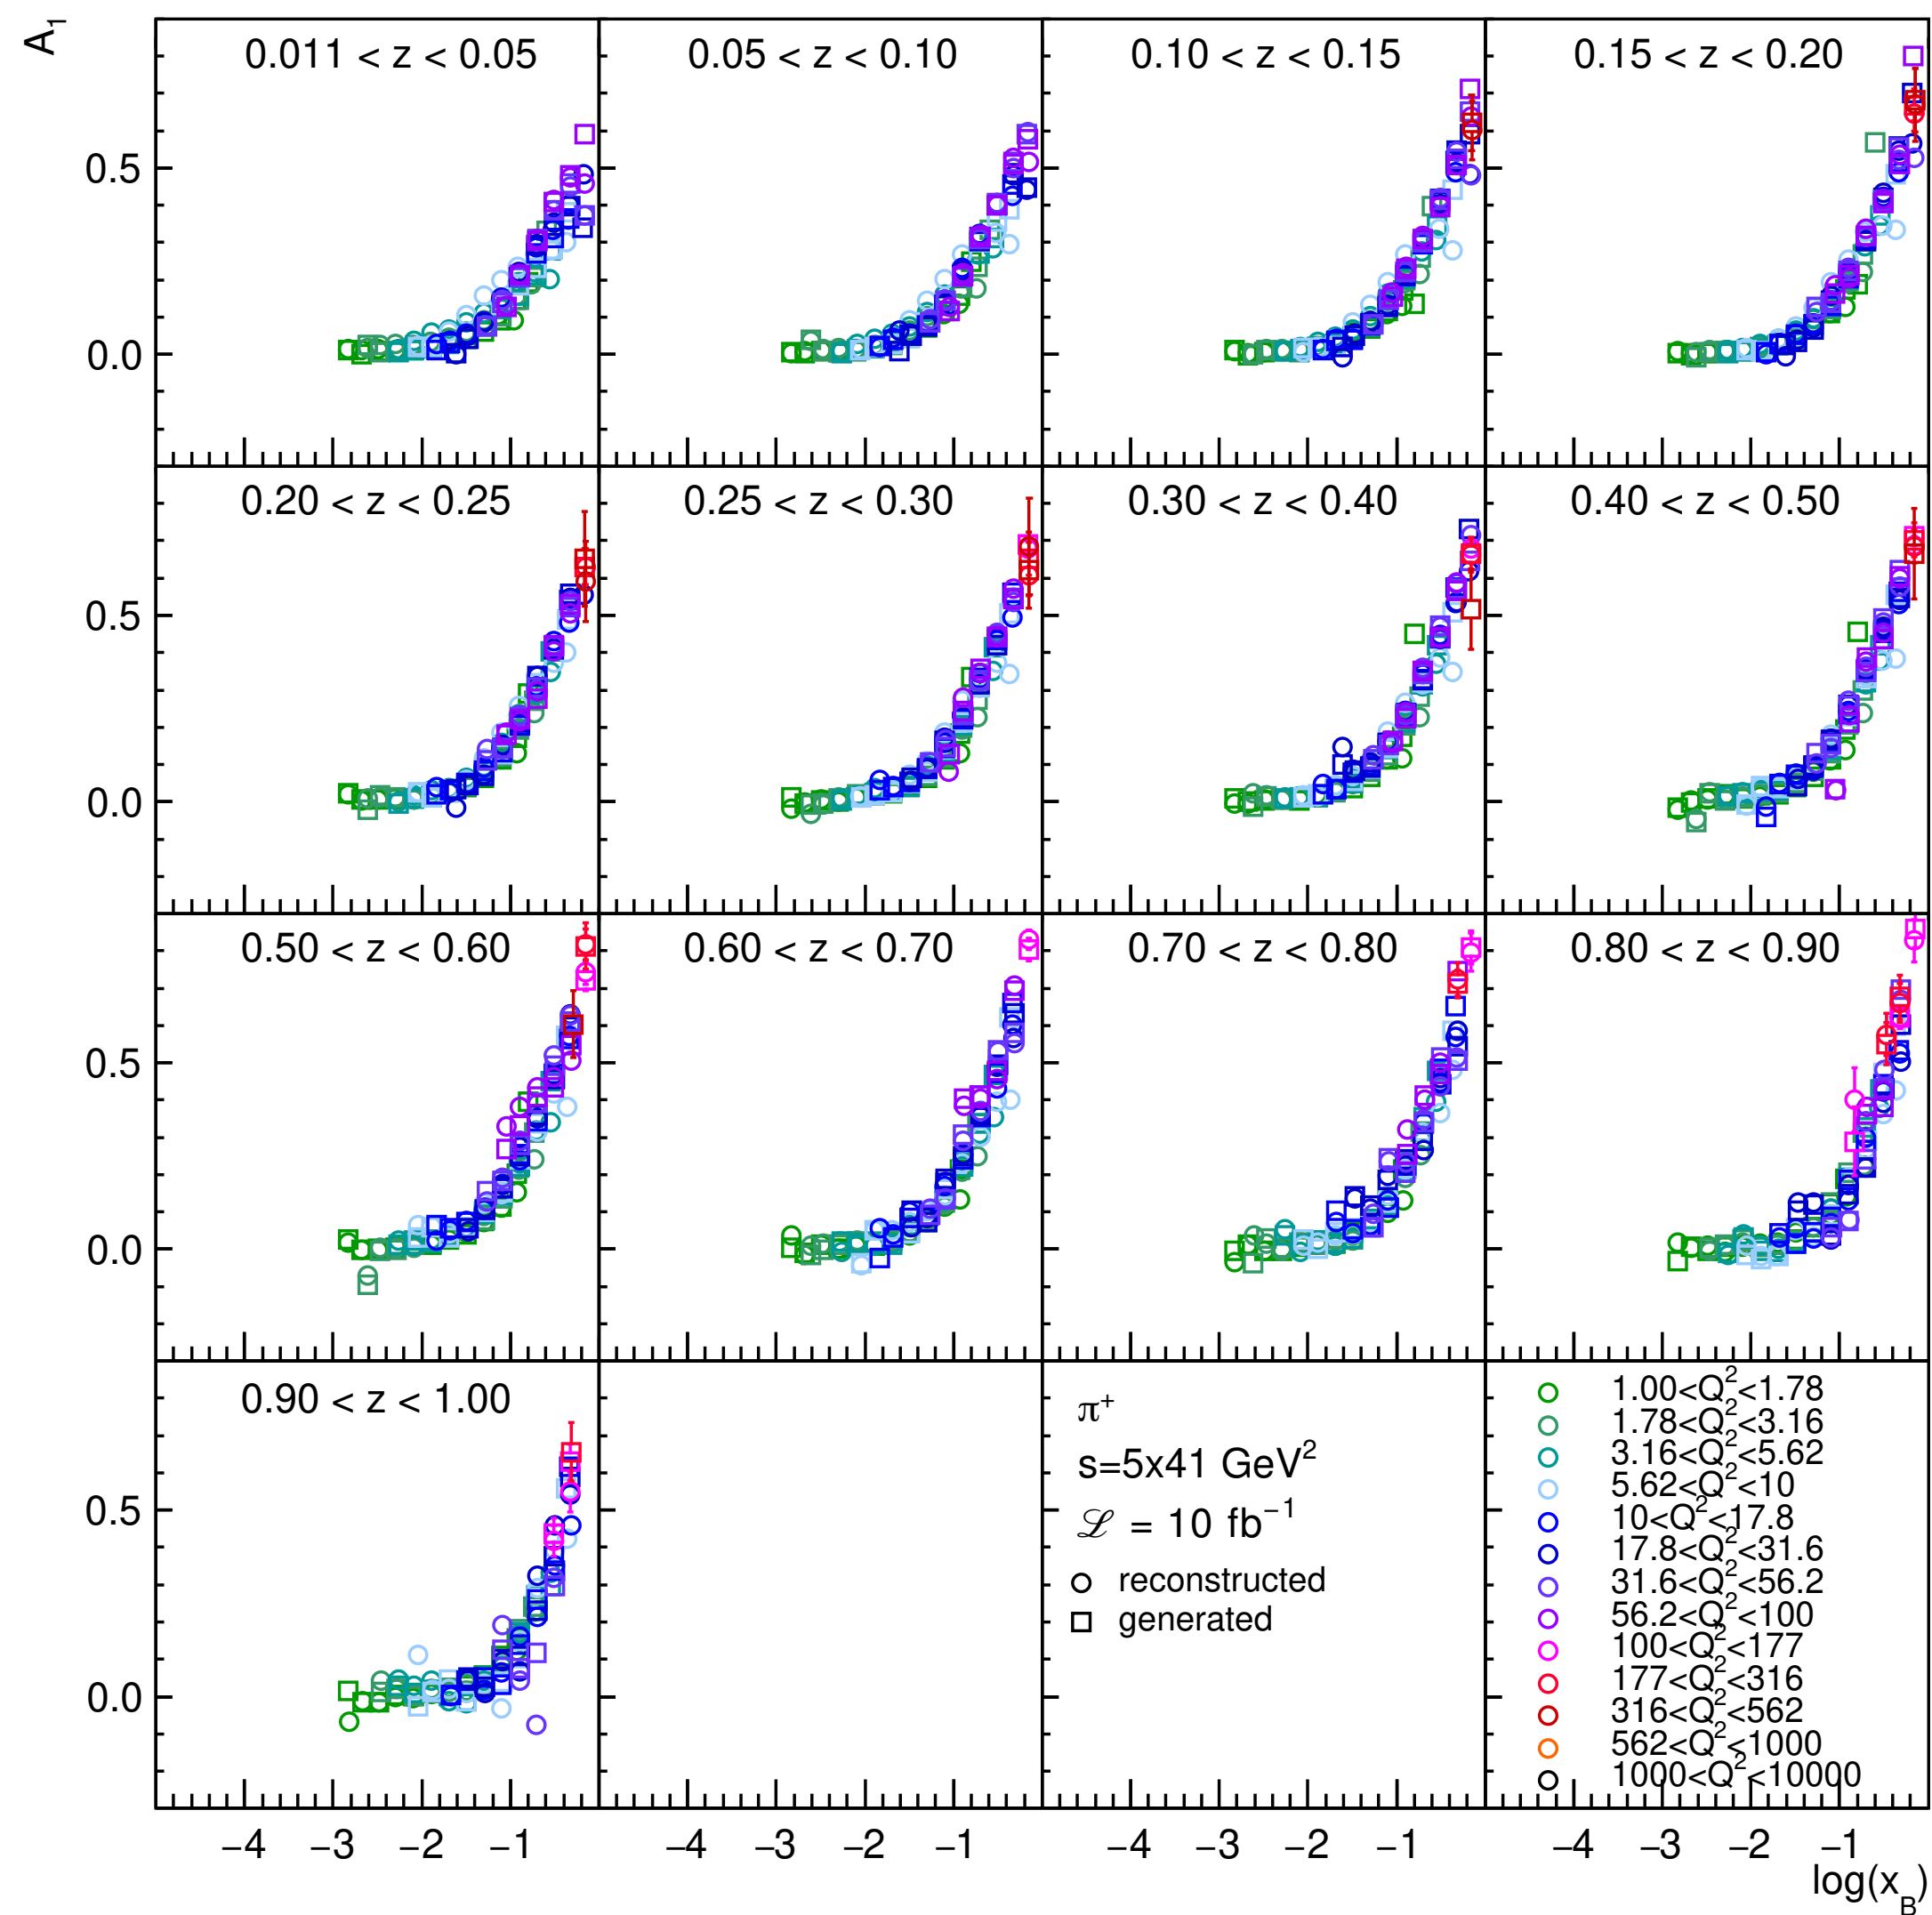 A₁
0.011 < z < 0.05
0.05 < z < 0.10
0.10 < z < 0.15
0.15 < z < 0.20
0.5
0.0
0.20 < z < 0.25
0.25 < z < 0.30
0.30 < z < 0.40
0.40 < z < 0.50
0.5
0.0
0.50 < z < 0.60
0.60 < z < 0.70
0.70 < z < 0.80
0.80 < z < 0.90
0.5
0.0
0.90 < z < 1.00
0.5
0.0
π⁺
s=5x41 GeV²
ℒ = 10 fb⁻¹
reconstructed
generated
1.00<Q²<1.78
1.78<Q²<3.16
3.16<Q²<5.62
5.62<Q²<10
10<Q²<17.8
17.8<Q²<31.6
31.6<Q²<56.2
56.2<Q²<100
100<Q²<177
177<Q²<316
316<Q²<562
562<Q²<1000
1000<Q²<10000
−4 −3 −2 −1 −4 −3 −2 −1 −4 −3 −2 −1 −4 −3 −2 −1
log(x_B)